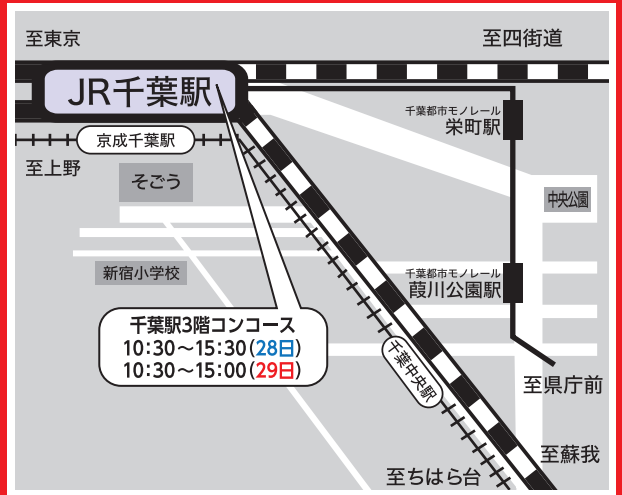 至東京
至四街道
JR千葉駅
千葉都市モノレール
栄町駅
京成千葉駅
至上野
そごう
中央公園
新宿小学校
千葉都市モノレール
葭川公園駅
千葉駅3階コンコース
10:30〜15:30(28日)
10:30〜15:00(29日)
千葉中央駅
至県庁前
至蘇我
至ちはら台